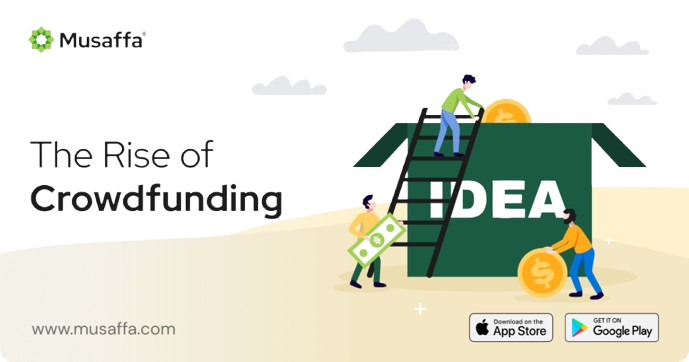 Musaffa®
The Rise of
Crowdfunding
IDEA
www.musaffa.com
Download on the
App Store
GET IT ON
Google Play